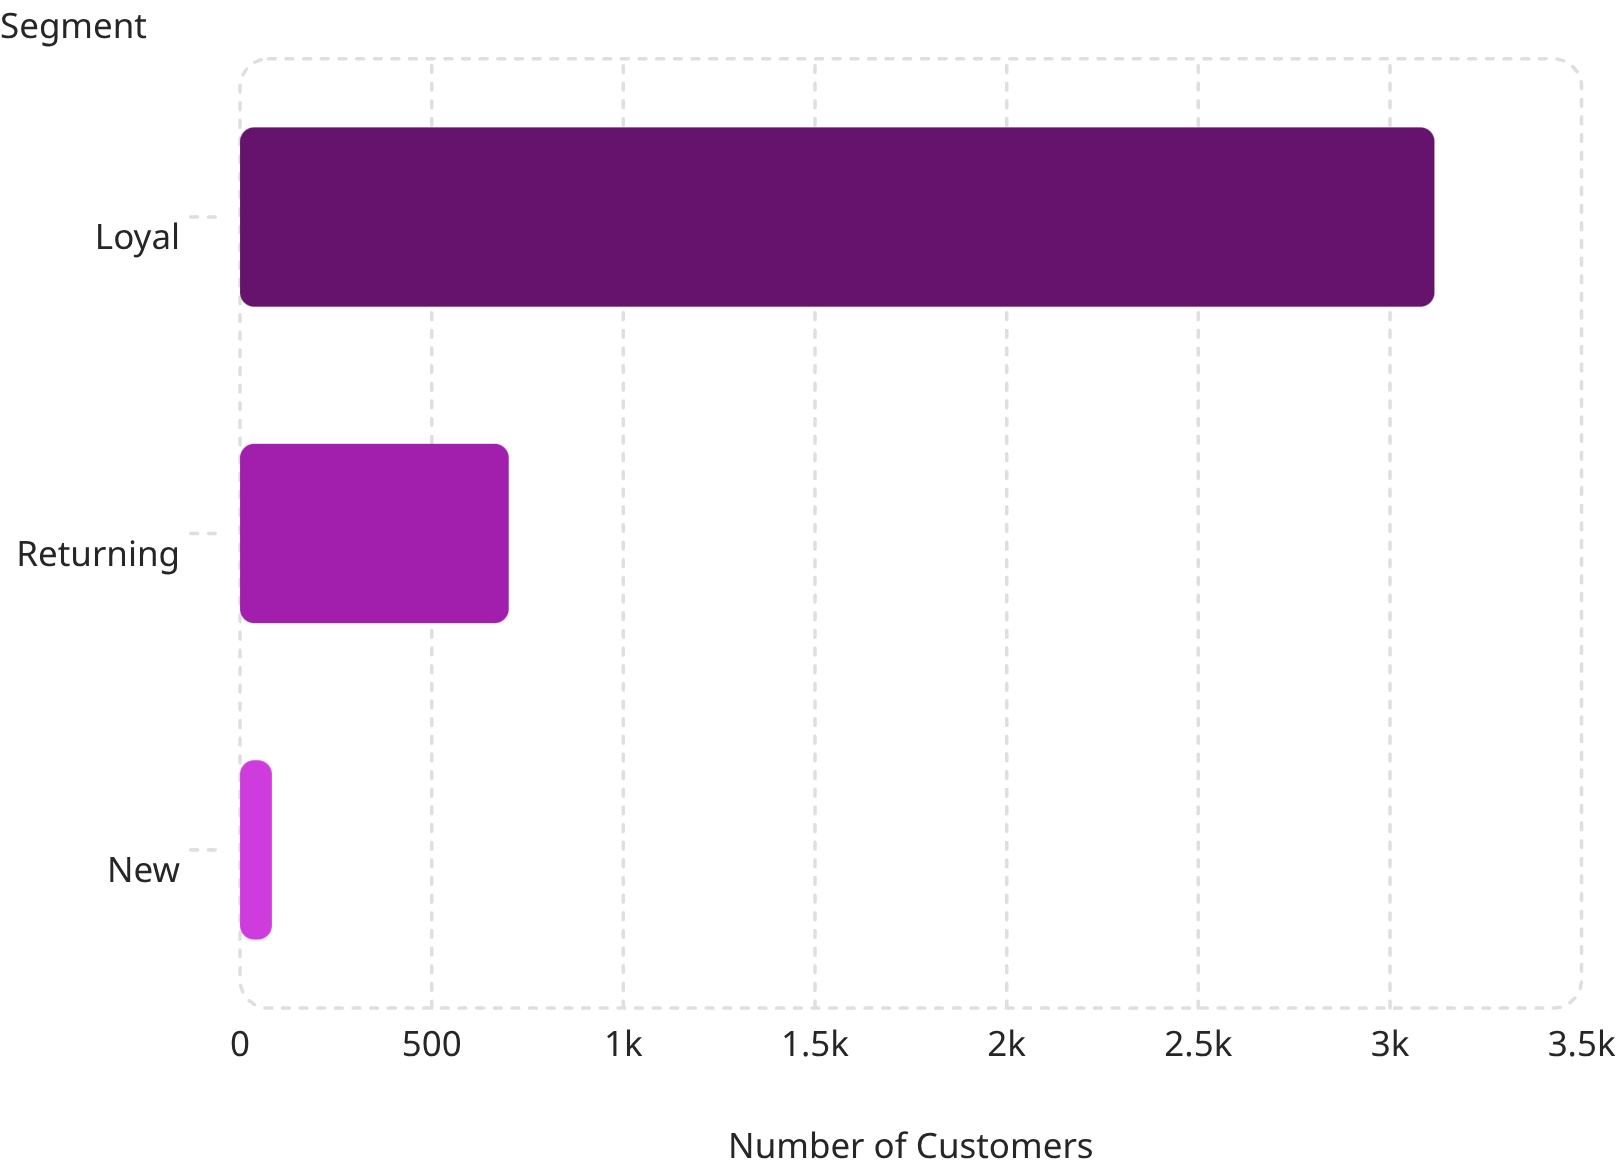 Segment
Loyal
Returning
New
0 500 1k 1.5k 2k 2.5k 3k 3.5k
Number of Customers